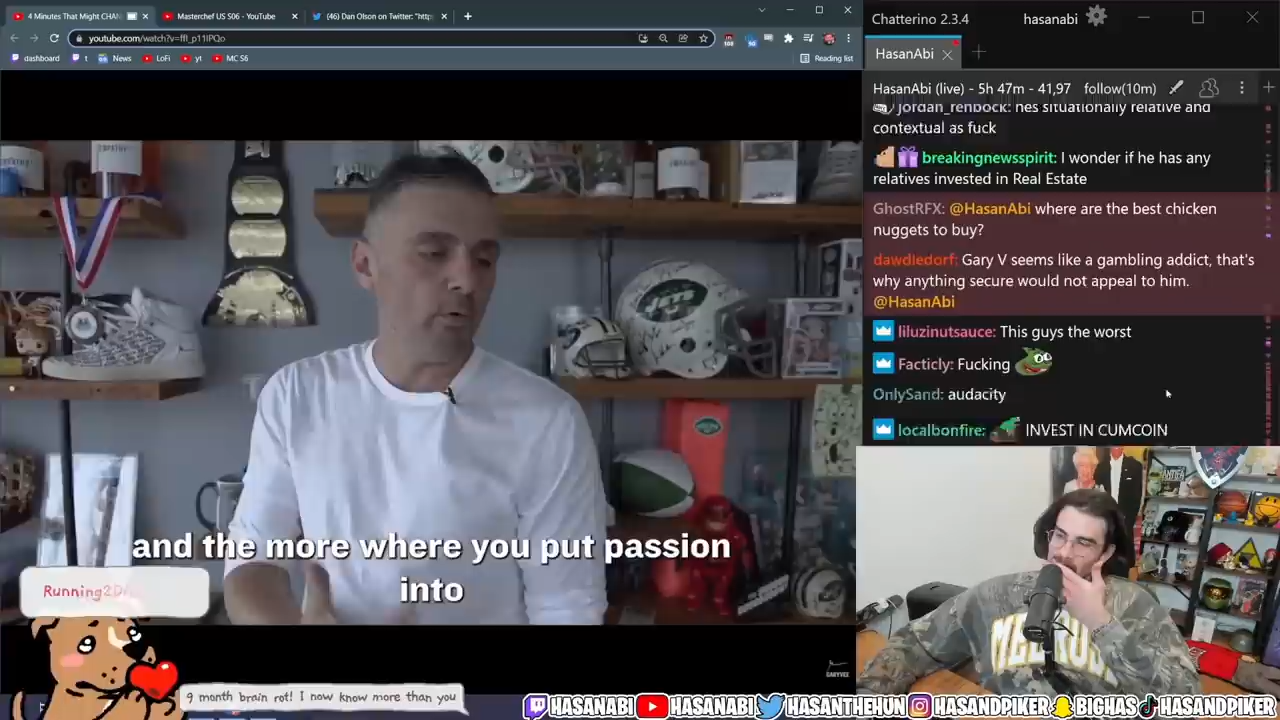 4 Minutes That Might CHAN
Masterchef US S06 - YouTube
(46) Dan Olson on Twitter: "http
youtube.com/watch?v=ffI_p11IPQo
dashboard
t
News
LoFi
yt
MC S6
Reading list
and the more where you put passion
into
Running2D
9 month brain rot! I now know more than you
GARYVEE
Chatterino 2.3.4
hasanabi
HasanAbi
HasanAbi (live) - 5h 47m - 41,97
follow(10m)
jordan_renbock: hes situationally relative and
contextual as fuck
breakingnewsspirit: I wonder if he has any
relatives invested in Real Estate
GhostRFX: @HasanAbi where are the best chicken
nuggets to buy?
dawdledorf: Gary V seems like a gambling addict, that's
why anything secure would not appeal to him.
@HasanAbi
liluzinutsauce: This guys the worst
Facticly: Fucking
OnlySand: audacity
localbonfire: INVEST IN CUMCOIN
JETS
ANTIFA
HASANABI HASANABI HASANTHEHUN HASANDPIKER BIGHAS HASANDPIKER